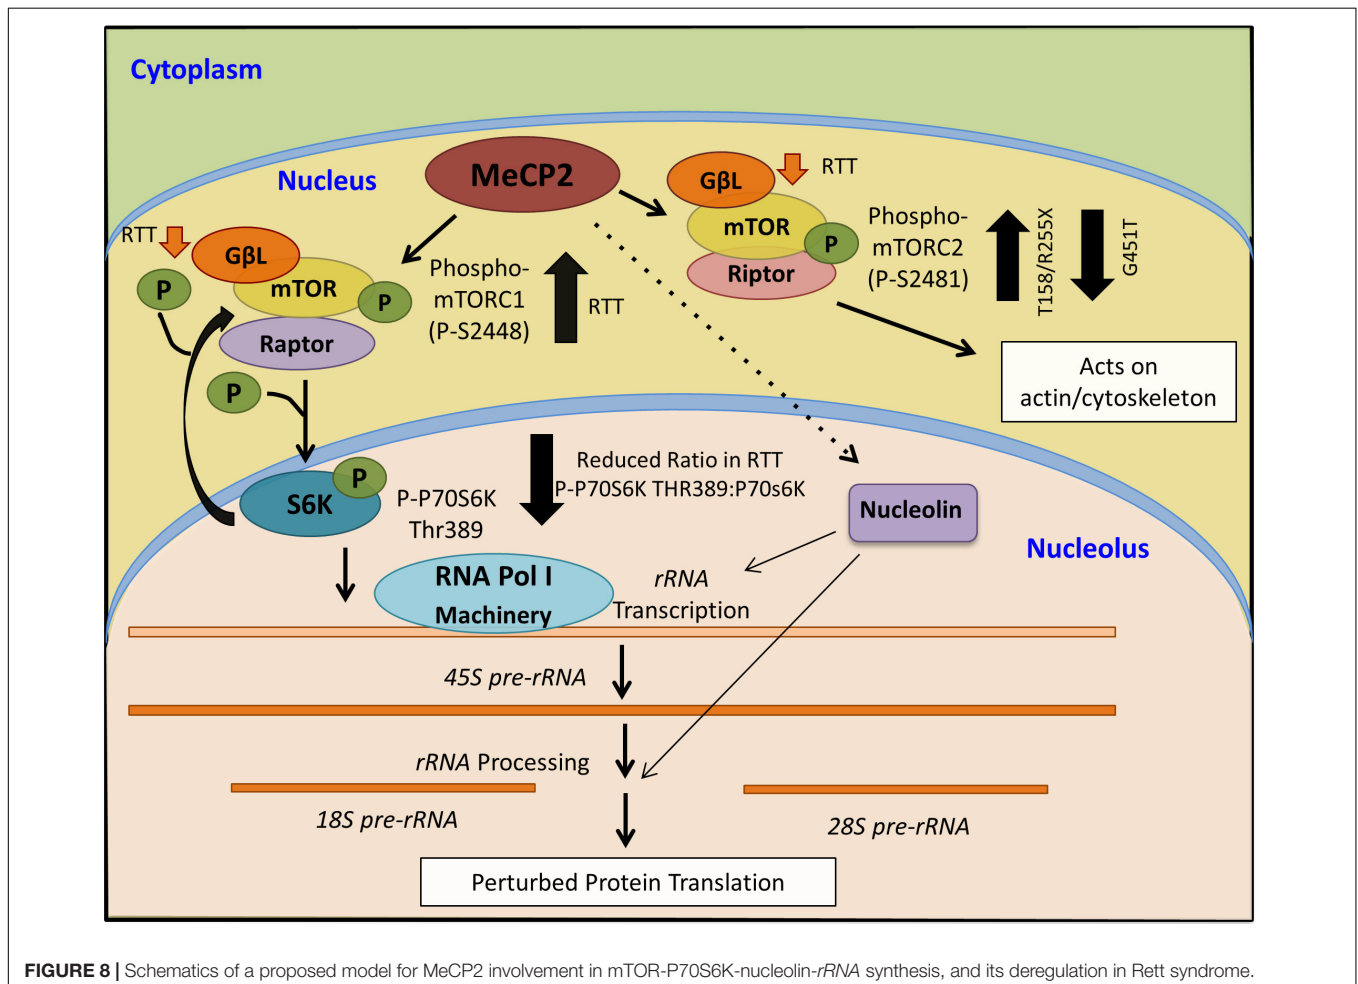 Cytoplasm
Nucleus
MeCP2
GβL
RTT
mTOR
P
Riptor
Phospho-
mTORC2
(P-S2481)
T158/R255X
G451T
RTT
GβL
P
mTOR
P
Raptor
Phospho-
mTORC1
(P-S2448)
RTT
Acts on
actin/cytoskeleton
P
P
S6K
P-P70S6K
Thr389
Reduced Ratio in RTT
P-P70S6K THR389:P70s6K
Nucleolin
Nucleolus
RNA Pol I
Machinery
rRNA
Transcription
45S pre-rRNA
rRNA Processing
18S pre-rRNA
28S pre-rRNA
Perturbed Protein Translation
FIGURE 8 | Schematics of a proposed model for MeCP2 involvement in mTOR-P70S6K-nucleolin-rRNA synthesis, and its deregulation in Rett syndrome.